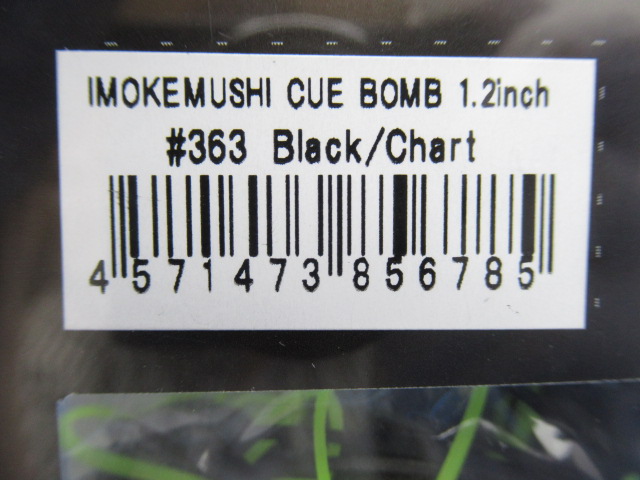 IMOKEMUSHI CUE BOMB 1.2inch
#363 Black/Chart
4 571473 856785